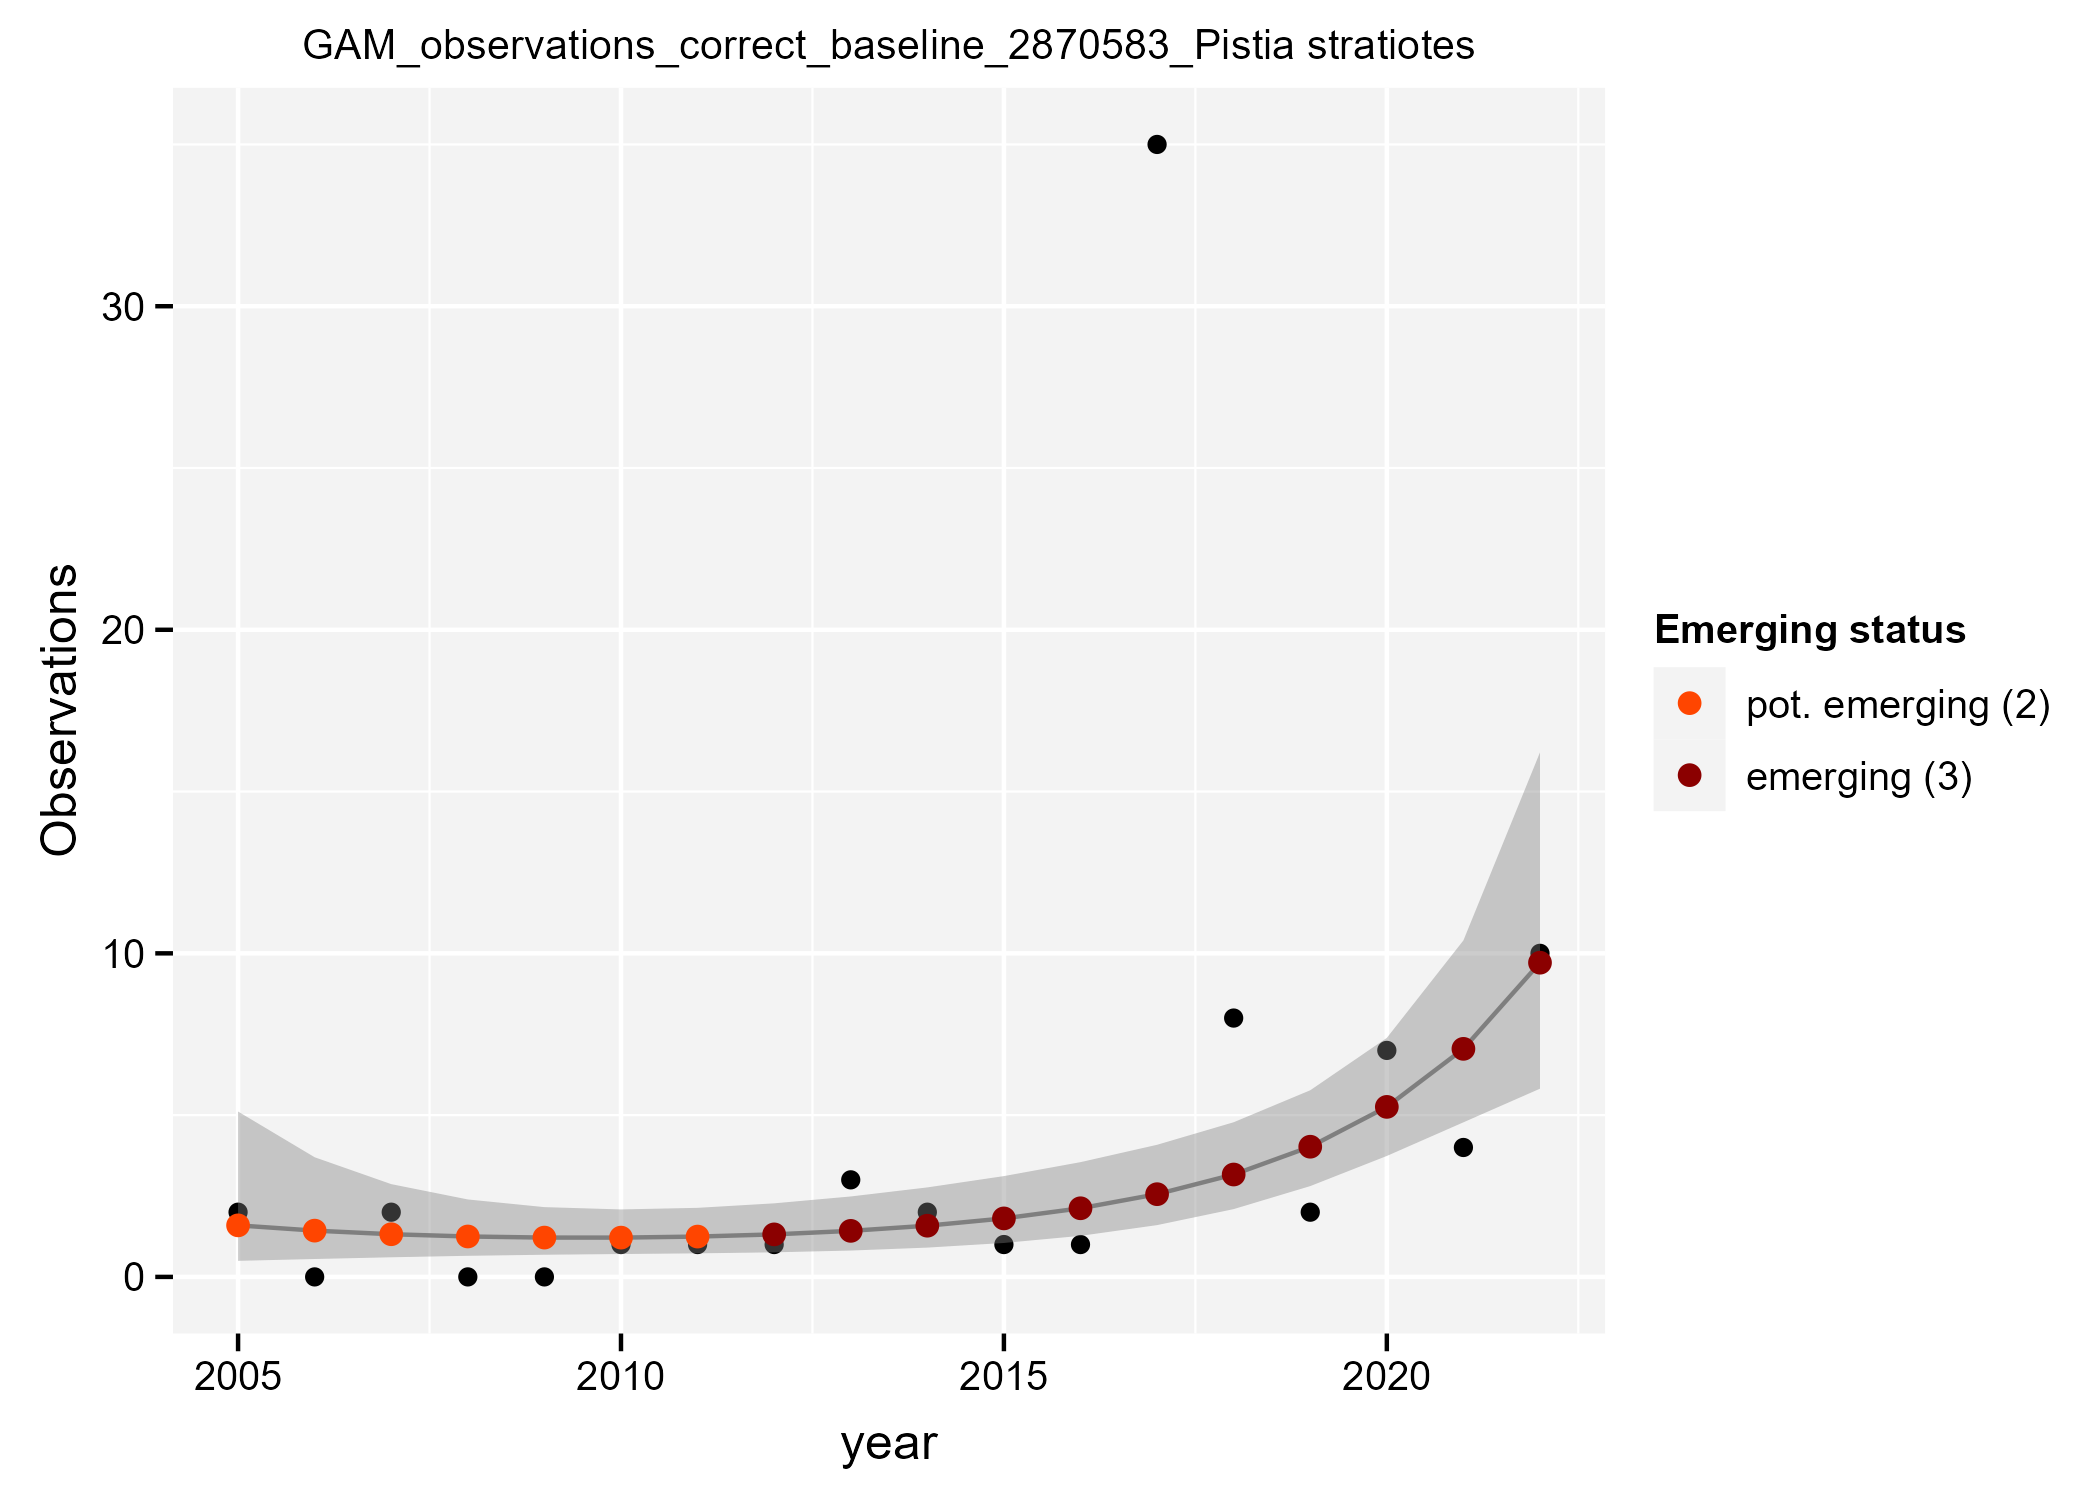 GAM_observations_correct_baseline_2870583_Pistia stratiotes
30
20
10
0
Observations
2005
2010
2015
2020
year
Emerging status
pot. emerging (2)
emerging (3)